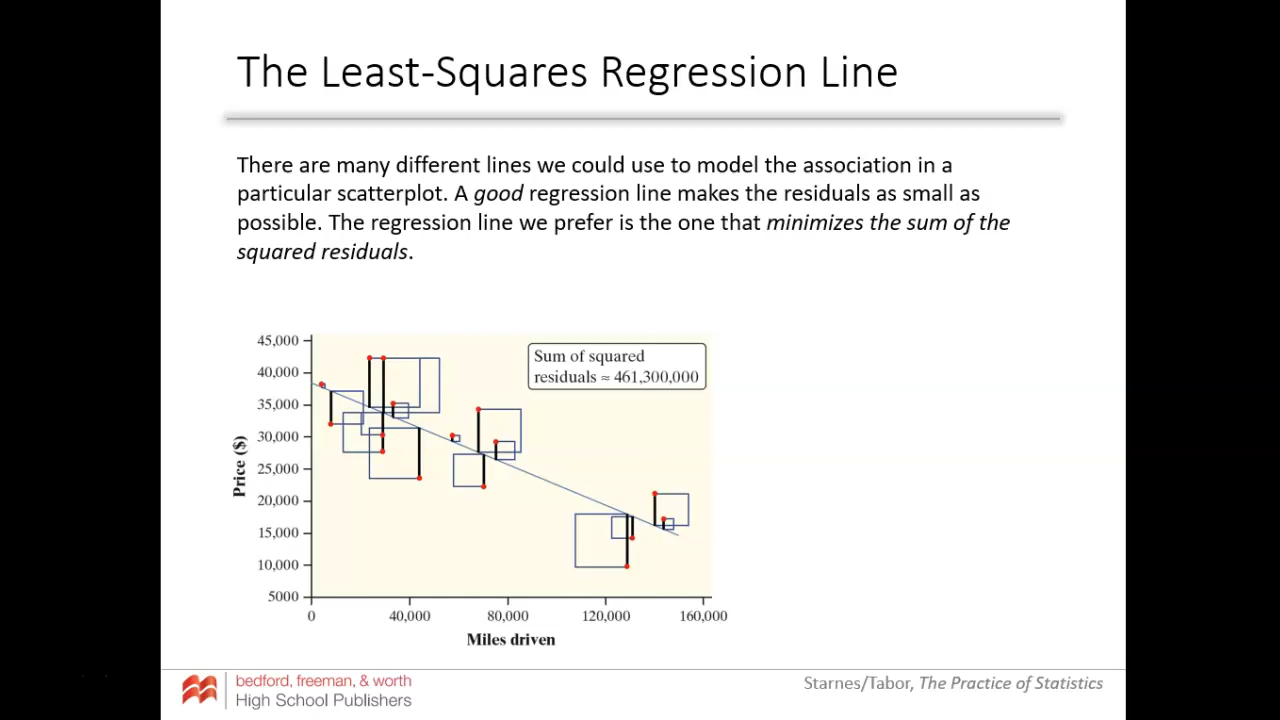 The Least-Squares Regression Line
There are many different lines we could use to model the association in a
particular scatterplot. A good regression line makes the residuals as small as
possible. The regression line we prefer is the one that minimizes the sum of the
squared residuals.
45,000
40,000
35,000
30,000
25,000
20,000
15,000
10,000
5000
Price ($)
Sum of squared
residuals ≈ 461,300,000
0 40,000 80,000 120,000 160,000
Miles driven
bedford, freeman, & worth
High School Publishers
Starnes/Tabor, The Practice of Statistics